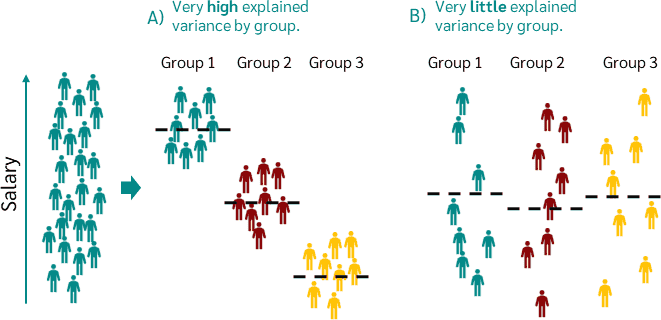 A) Very high explained
variance by group.
Group 1 Group 2 Group 3
B) Very little explained
variance by group.
Group 1 Group 2 Group 3
Salary